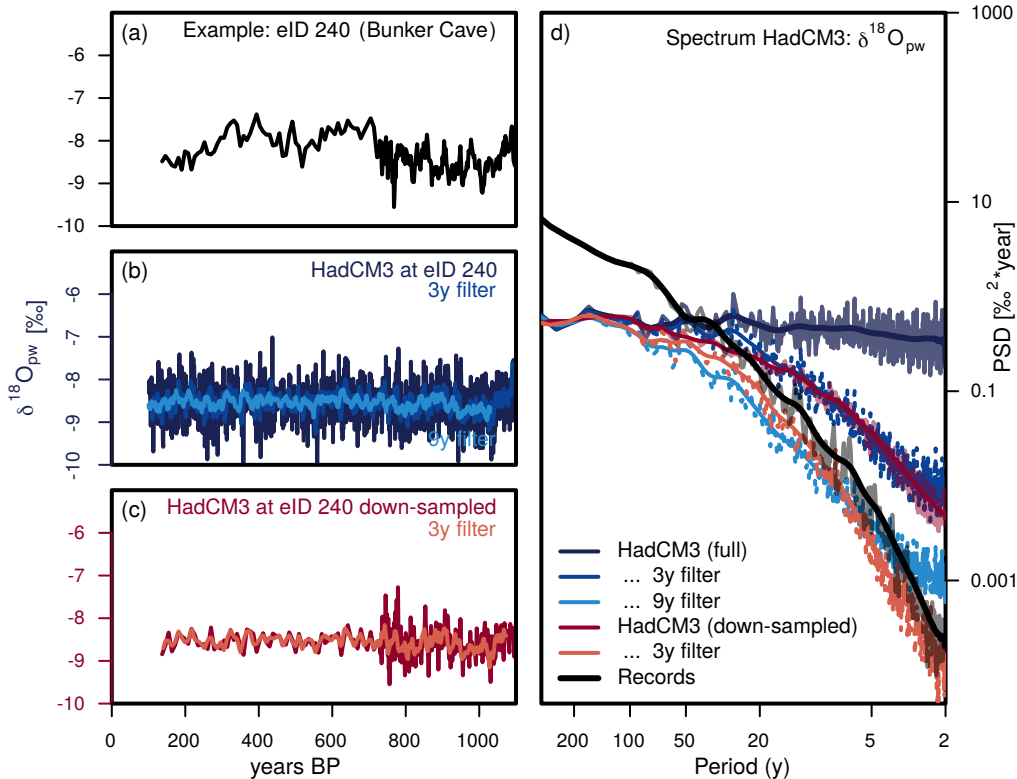 (a)
Example: eID 240 (Bunker Cave)
-6
-7
-8
-9
-10
(b)
HadCM3 at eID 240
3y filter
9y filter
-6
-7
-8
-9
-10
δ¹⁸Opw [‰]
(c)
HadCM3 at eID 240 down-sampled
3y filter
-6
-7
-8
-9
-10
0 200 400 600 800 1000
years BP
d)
Spectrum HadCM3: δ¹⁸Opw
1000
10
0.1
0.001
PSD [‰²*year]
HadCM3 (full)
... 3y filter
... 9y filter
HadCM3 (down-sampled)
... 3y filter
Records
200 100 50 20 5 2
Period (y)